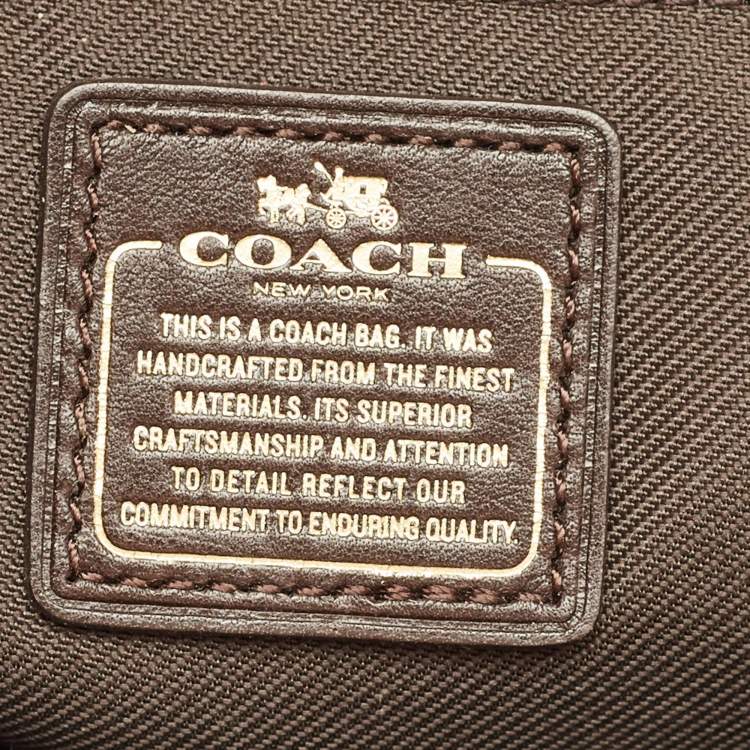 COACH
NEW YORK
THIS IS A COACH BAG. IT WAS
HANDCRAFTED FROM THE FINEST
MATERIALS. ITS SUPERIOR
CRAFTSMANSHIP AND ATTENTION
TO DETAIL REFLECT OUR
COMMITMENT TO ENDURING QUALITY.